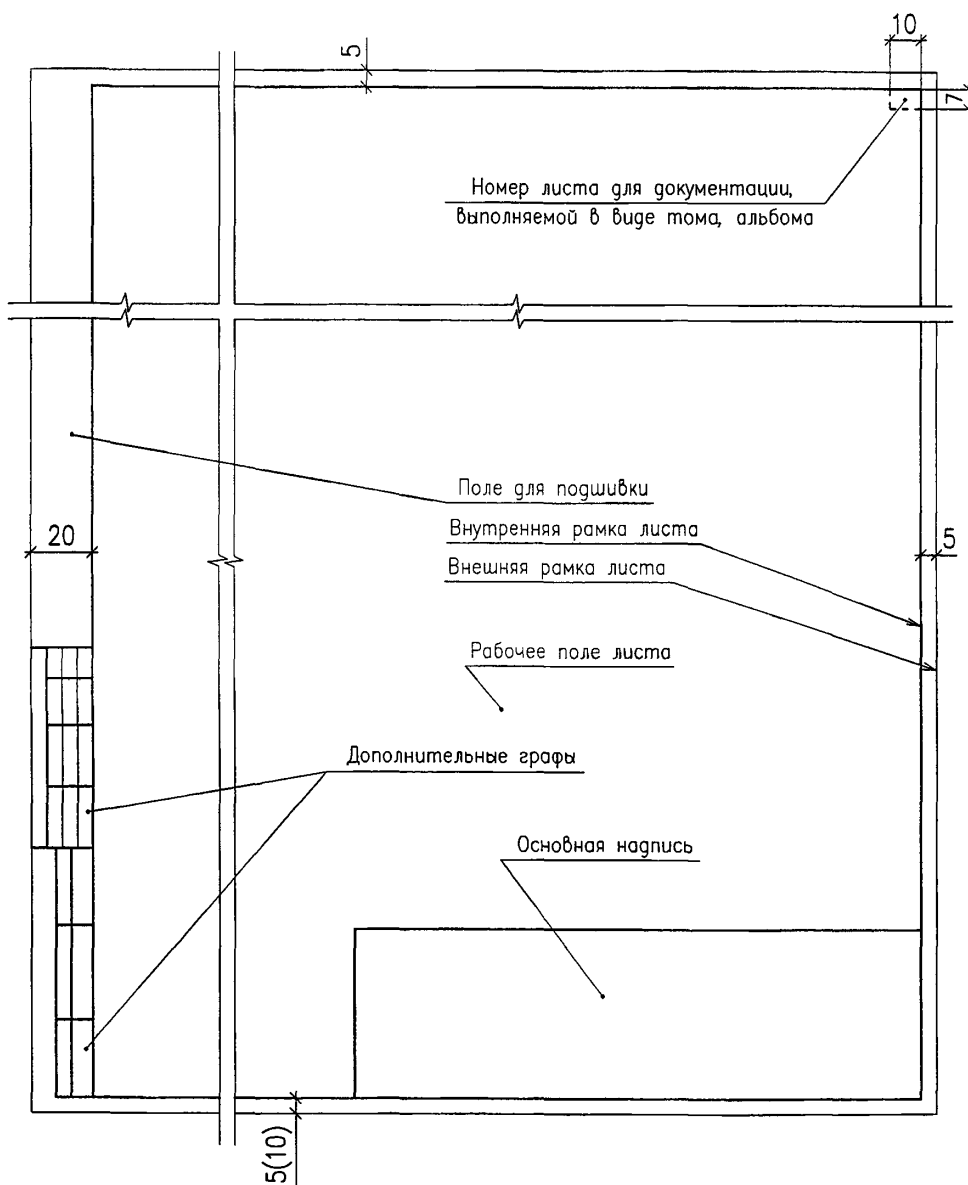 10
5
7
Номер листа для документации,
выполняемой в виде тома, альбома
Поле для подшивки
Внутренняя рамка листа
20
5
Внешняя рамка листа
Рабочее поле листа
Дополнительные графы
Основная надпись
5(10)